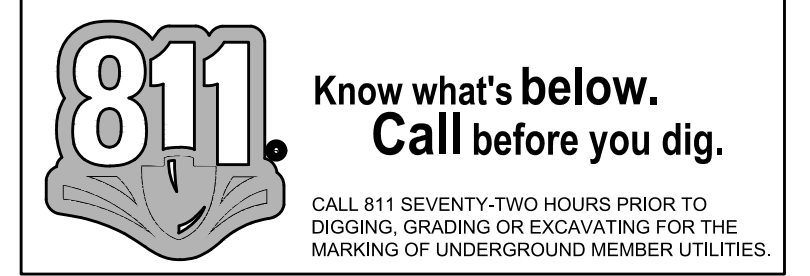 811
Know what's below.
Call before you dig.
CALL 811 SEVENTY-TWO HOURS PRIOR TO
DIGGING, GRADING OR EXCAVATING FOR THE
MARKING OF UNDERGROUND MEMBER UTILITIES.